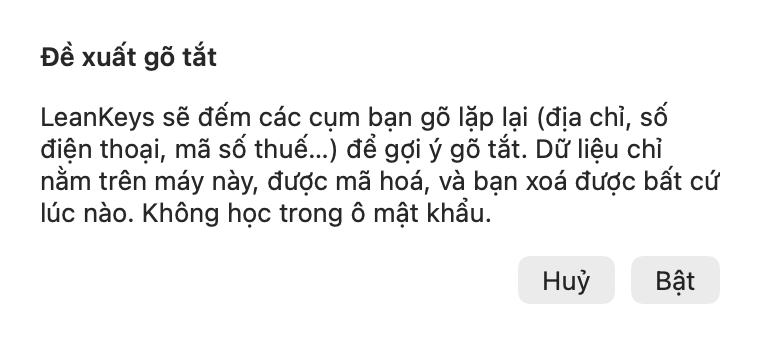 Đề xuất gõ tắt
LeanKeys sẽ đếm các cụm bạn gõ lặp lại (địa chỉ, số
điện thoại, mã số thuế…) để gợi ý gõ tắt. Dữ liệu chỉ
nằm trên máy này, được mã hoá, và bạn xoá được bất cứ
lúc nào. Không học trong ô mật khẩu.
Huỷ
Bật